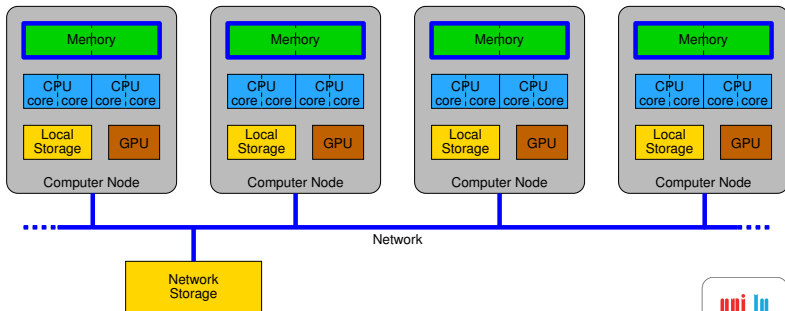 Memory Memory Memory Memory
CPU CPU CPU CPU CPU CPU CPU CPU
core core core core core core core core core core core core core core core core
Local Local Local Local
Storage GPU Storage GPU Storage GPU Storage GPU
Computer Node Computer Node Computer Node Computer Node
Network
Network
Storage
uni lu